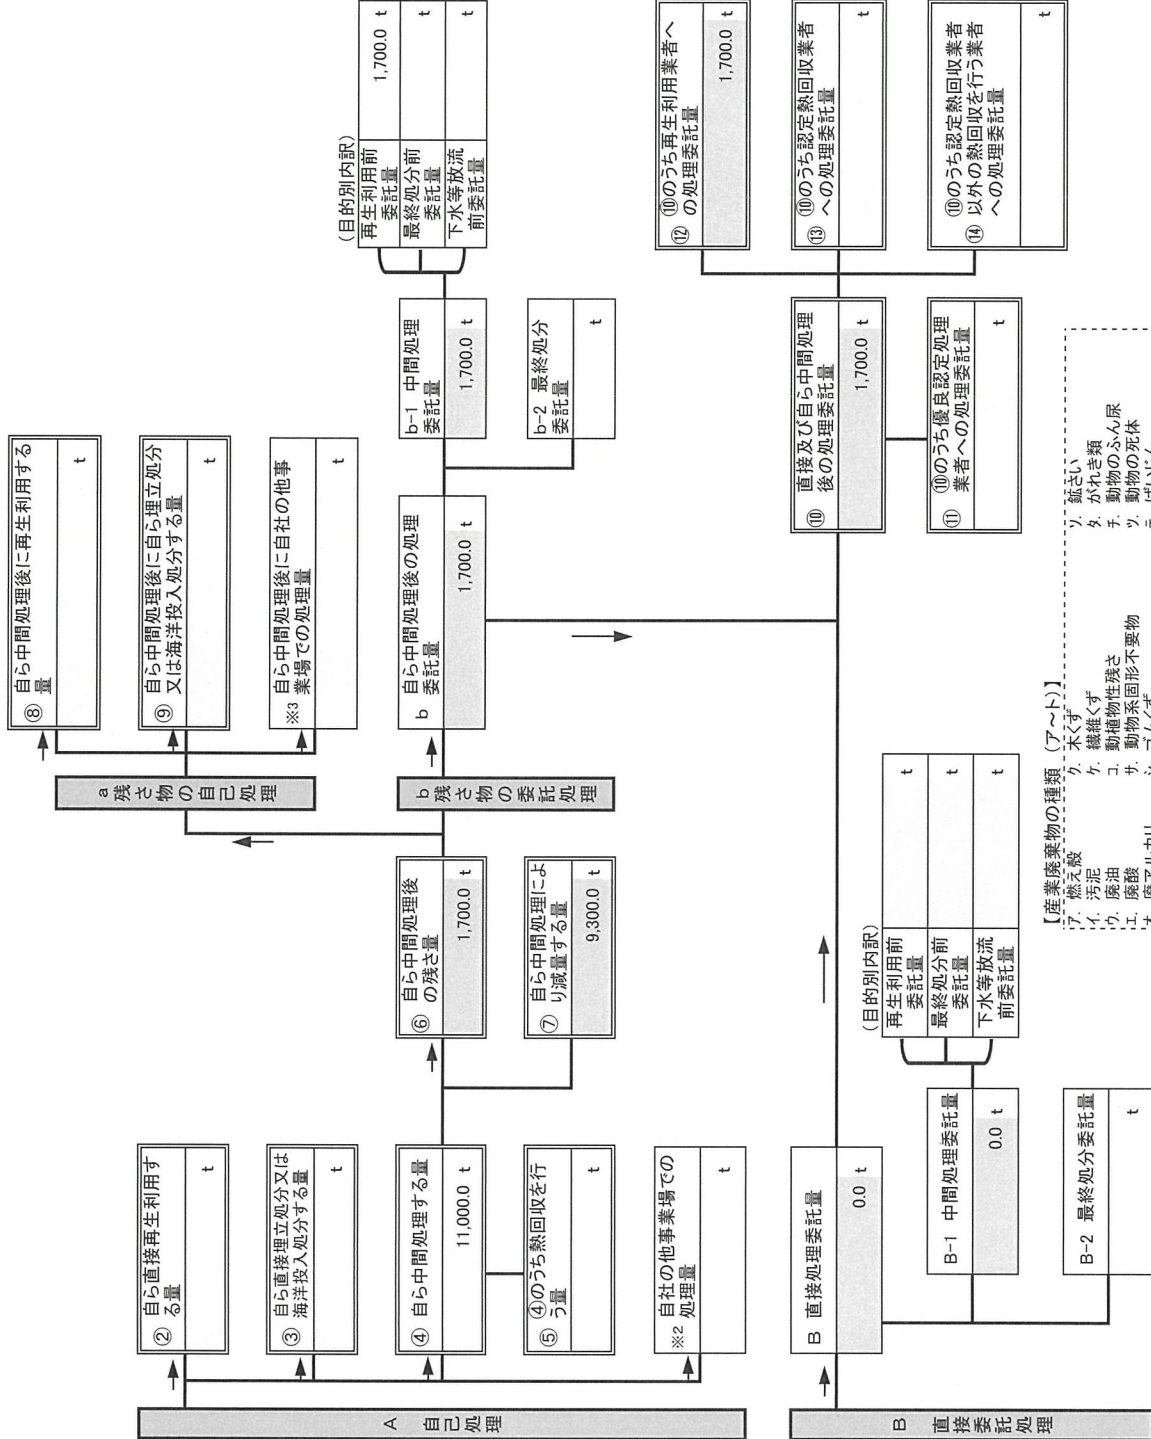 A 自己処理
② 自ら直接再生利用す
る量
t
③ 自ら直接埋立処分又は
海洋投入処分する量
t
④ 自ら中間処理する量
11,000.0 t
⑤ ④のうち熱回収を行
う量
t
※2 自社の他事業場での
処理量
t
⑥ 自ら中間処理後
の残さ量
1,700.0 t
⑦ 自ら中間処理によ
り減量する量
9,300.0 t
a 残さ物の自己処理
⑧ 自ら中間処理後に再生利用する
量
t
⑨ 自ら中間処理後に自ら埋立処分
又は海洋投入処分する量
t
※3 自ら中間処理後に自社の他事
業場での処理量
t
b 残さ物の委託処理
b 自ら中間処理後の処理
委託量
1,700.0 t
b-1 中間処理
委託量
1,700.0 t
b-2 最終処分
委託量
t
(目的別内訳)
再生利用前
委託量
1,700.0 t
最終処分前
委託量
t
下水等放流
前委託量
t
B 直接委託処理
B 直接処理委託量
0.0 t
B-1 中間処理委託量
0.0 t
B-2 最終処分委託量
t
(目的別内訳)
再生利用前
委託量
t
最終処分前
委託量
t
下水等放流
前委託量
t
⑩ 直接及び自ら中間処理
後の処理委託量
1,700.0 t
⑪ ⑩のうち優良認定処理
業者への処理委託量
t
⑫ ⑩のうち再生利用業者へ
の処理委託量
1,700.0 t
⑬ ⑩のうち認定熱回収業者
への処理委託量
t
⑭ ⑩のうち認定熱回収業者
以外の熱回収を行う業者
への処理委託量
t
【産業廃棄物の種類 (ア～ト)】
ア. 燃え殻 ク. 木くず ソ. 鉱さい
イ. 汚泥 ケ. 繊維くず タ. がれき類
ウ. 廃油 コ. 動植物性残さ チ. 動物のふん尿
エ. 廃酸 サ. 動物系固形不要物 ツ. 動物の死体